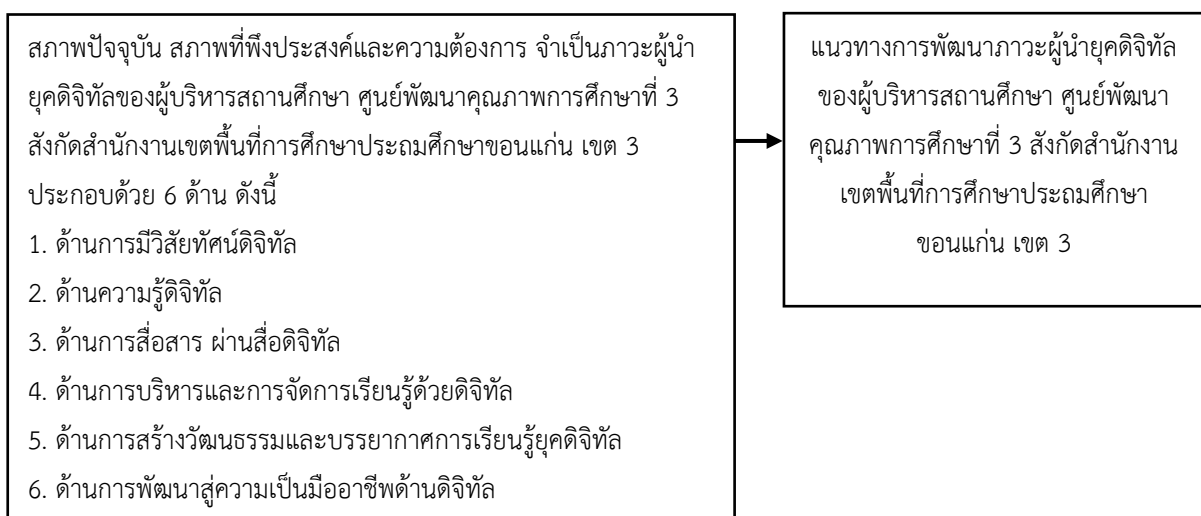 สภาพปัจจุบัน สภาพที่พึงประสงค์และความต้องการ จำเป็นภาวะผู้นำ
ยุคดิจิทัลของผู้บริหารสถานศึกษา ศูนย์พัฒนาคุณภาพการศึกษาที่ 3
สังกัดสำนักงานเขตพื้นที่การศึกษาประถมศึกษาขอนแก่น เขต 3
ประกอบด้วย 6 ด้าน ดังนี้
1. ด้านการมีวิสัยทัศน์ดิจิทัล
2. ด้านความรู้ดิจิทัล
3. ด้านการสื่อสาร ผ่านสื่อดิจิทัล
4. ด้านการบริหารและการจัดการเรียนรู้ด้วยดิจิทัล
5. ด้านการสร้างวัฒนธรรมและบรรยากาศการเรียนรู้ยุคดิจิทัล
6. ด้านการพัฒนาสู่ความเป็นมืออาชีพด้านดิจิทัล
แนวทางการพัฒนาภาวะผู้นำยุคดิจิทัล
ของผู้บริหารสถานศึกษา ศูนย์พัฒนา
คุณภาพการศึกษาที่ 3 สังกัดสำนักงาน
เขตพื้นที่การศึกษาประถมศึกษา
ขอนแก่น เขต 3